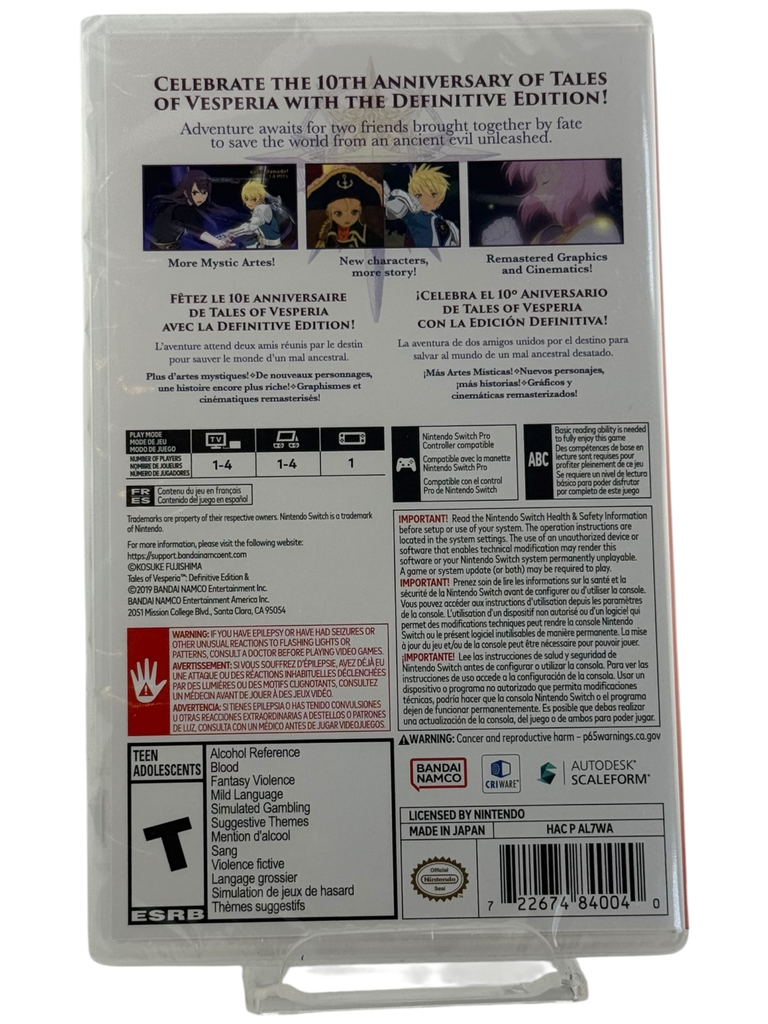 CELEBRATE THE 10TH ANNIVERSARY OF TALES
OF VESPERIA WITH THE DEFINITIVE EDITION!
Adventure awaits for two friends brought together by fate
to save the world from an ancient evil unleashed.
More Mystic Artes!
New characters,
more story!
Remastered Graphics
and Cinematics!
FÊTEZ LE 10E ANNIVERSAIRE
DE TALES OF VESPERIA
AVEC LA DEFINITIVE EDITION!
L'aventure attend deux amis réunis par le destin
pour sauver le monde d'un mal ancestral.
Plus d'artes mystiques!✧De nouveaux personnages,
une histoire encore plus riche!✧Graphismes et
cinématiques remasterisés!
¡CELEBRA EL 10º ANIVERSARIO
DE TALES OF VESPERIA
CON LA EDICIÓN DEFINITIVA!
La aventura de dos amigos unidos por el destino para
salvar al mundo de un mal ancestral desatado.
¡Más Artes Místicas!✧Nuevos personajes,
¡más historias!✧Gráficos y
cinemáticas remasterizados!
PLAY MODE
MODE DE JEU
MODO DE JUEGO
TV
NUMBER OF PLAYERS
NOMBRE DE JOUEURS
NÚMERO DE JUGADORES
1-4
1-4
1
FR
ES
Contenu du jeu en français
Contenido del juego en español
Nintendo Switch Pro
Controller compatible
Compatible avec la manette
Nintendo Switch Pro
Compatible con el control
Pro de Nintendo Switch
ABC
Basic reading ability is needed
to fully enjoy this game
Des compétences de base en
lecture sont requises pour
profiter pleinement de ce jeu
Se requiere un nivel de lectura
básico para poder disfrutar
por completo de este juego
Trademarks are property of their respective owners. Nintendo Switch is a trademark
of Nintendo.
For more information, please visit the following website:
https://support.bandainamcoent.com
©KOSUKE FUJISHIMA
Tales of Vesperia™: Definitive Edition &
©2019 BANDAI NAMCO Entertainment Inc.
BANDAI NAMCO Entertainment America Inc.
2051 Mission College Blvd., Santa Clara, CA 95054
IMPORTANT! Read the Nintendo Switch Health & Safety Information
before setup or use of your system. The operation instructions are
located in the system settings. The use of an unauthorized device or
software that enables technical modification may render this
software or your Nintendo Switch system permanently unplayable.
A game or system update (or both) may be required to play.
IMPORTANT! Prenez soin de lire les informations sur la santé et la
sécurité de la Nintendo Switch avant de configurer ou d'utiliser la console.
Vous pouvez accéder aux instructions d'utilisation depuis les paramètres
de la console. L'utilisation d'un dispositif non autorisé ou d'un logiciel qui
permet des modifications techniques peut rendre la console Nintendo
Switch ou le présent logiciel inutilisables de manière permanente. La mise
à jour du jeu et/ou de la console peut être nécessaire pour pouvoir jouer.
¡IMPORTANTE! Lee las instrucciones de salud y seguridad de
Nintendo Switch antes de configurar o utilizar la consola. Para ver las
instrucciones de uso accede a la configuración de la consola. Usar un
dispositivo o programa no autorizado que permita modificaciones
técnicas, podría hacer que la consola Nintendo Switch o el programa
dejen de funcionar permanentemente. Es posible que debas realizar
una actualización de la consola, del juego o de ambos para poder jugar.
WARNING: IF YOU HAVE EPILEPSY OR HAVE HAD SEIZURES OR
OTHER UNUSUAL REACTIONS TO FLASHING LIGHTS OR
PATTERNS, CONSULT A DOCTOR BEFORE PLAYING VIDEO GAMES.
AVERTISSEMENT: SI VOUS SOUFFREZ D'ÉPILEPSIE, AVEZ DÉJÀ EU
UNE ATTAQUE OU DES RÉACTIONS INHABITUELLES DÉCLENCHÉES
PAR DES LUMIÈRES OU DES MOTIFS CLIGNOTANTS, CONSULTEZ
UN MÉDECIN AVANT DE JOUER À DES JEUX VIDÉO.
ADVERTENCIA: SI TIENES EPILEPSIA O HAS TENIDO CONVULSIONES
U OTRAS REACCIONES EXTRAORDINARIAS A DESTELLOS O PATRONES
DE LUZ, CONSULTA CON UN MÉDICO ANTES DE JUGAR VIDEOJUEGOS.
WARNING: Cancer and reproductive harm – p65warnings.ca.gov
TEEN
ADOLESCENTS
T
ESRB
Alcohol Reference
Blood
Fantasy Violence
Mild Language
Simulated Gambling
Suggestive Themes
Mention d'alcool
Sang
Violence fictive
Langage grossier
Simulation de jeux de hasard
Thèmes suggestifs
BANDAI
NAMCO
CRIWARE™
AUTODESK®
SCALEFORM®
LICENSED BY NINTENDO
MADE IN JAPAN
HAC P AL7WA
Official
Nintendo
Seal
7 22674 84004 0